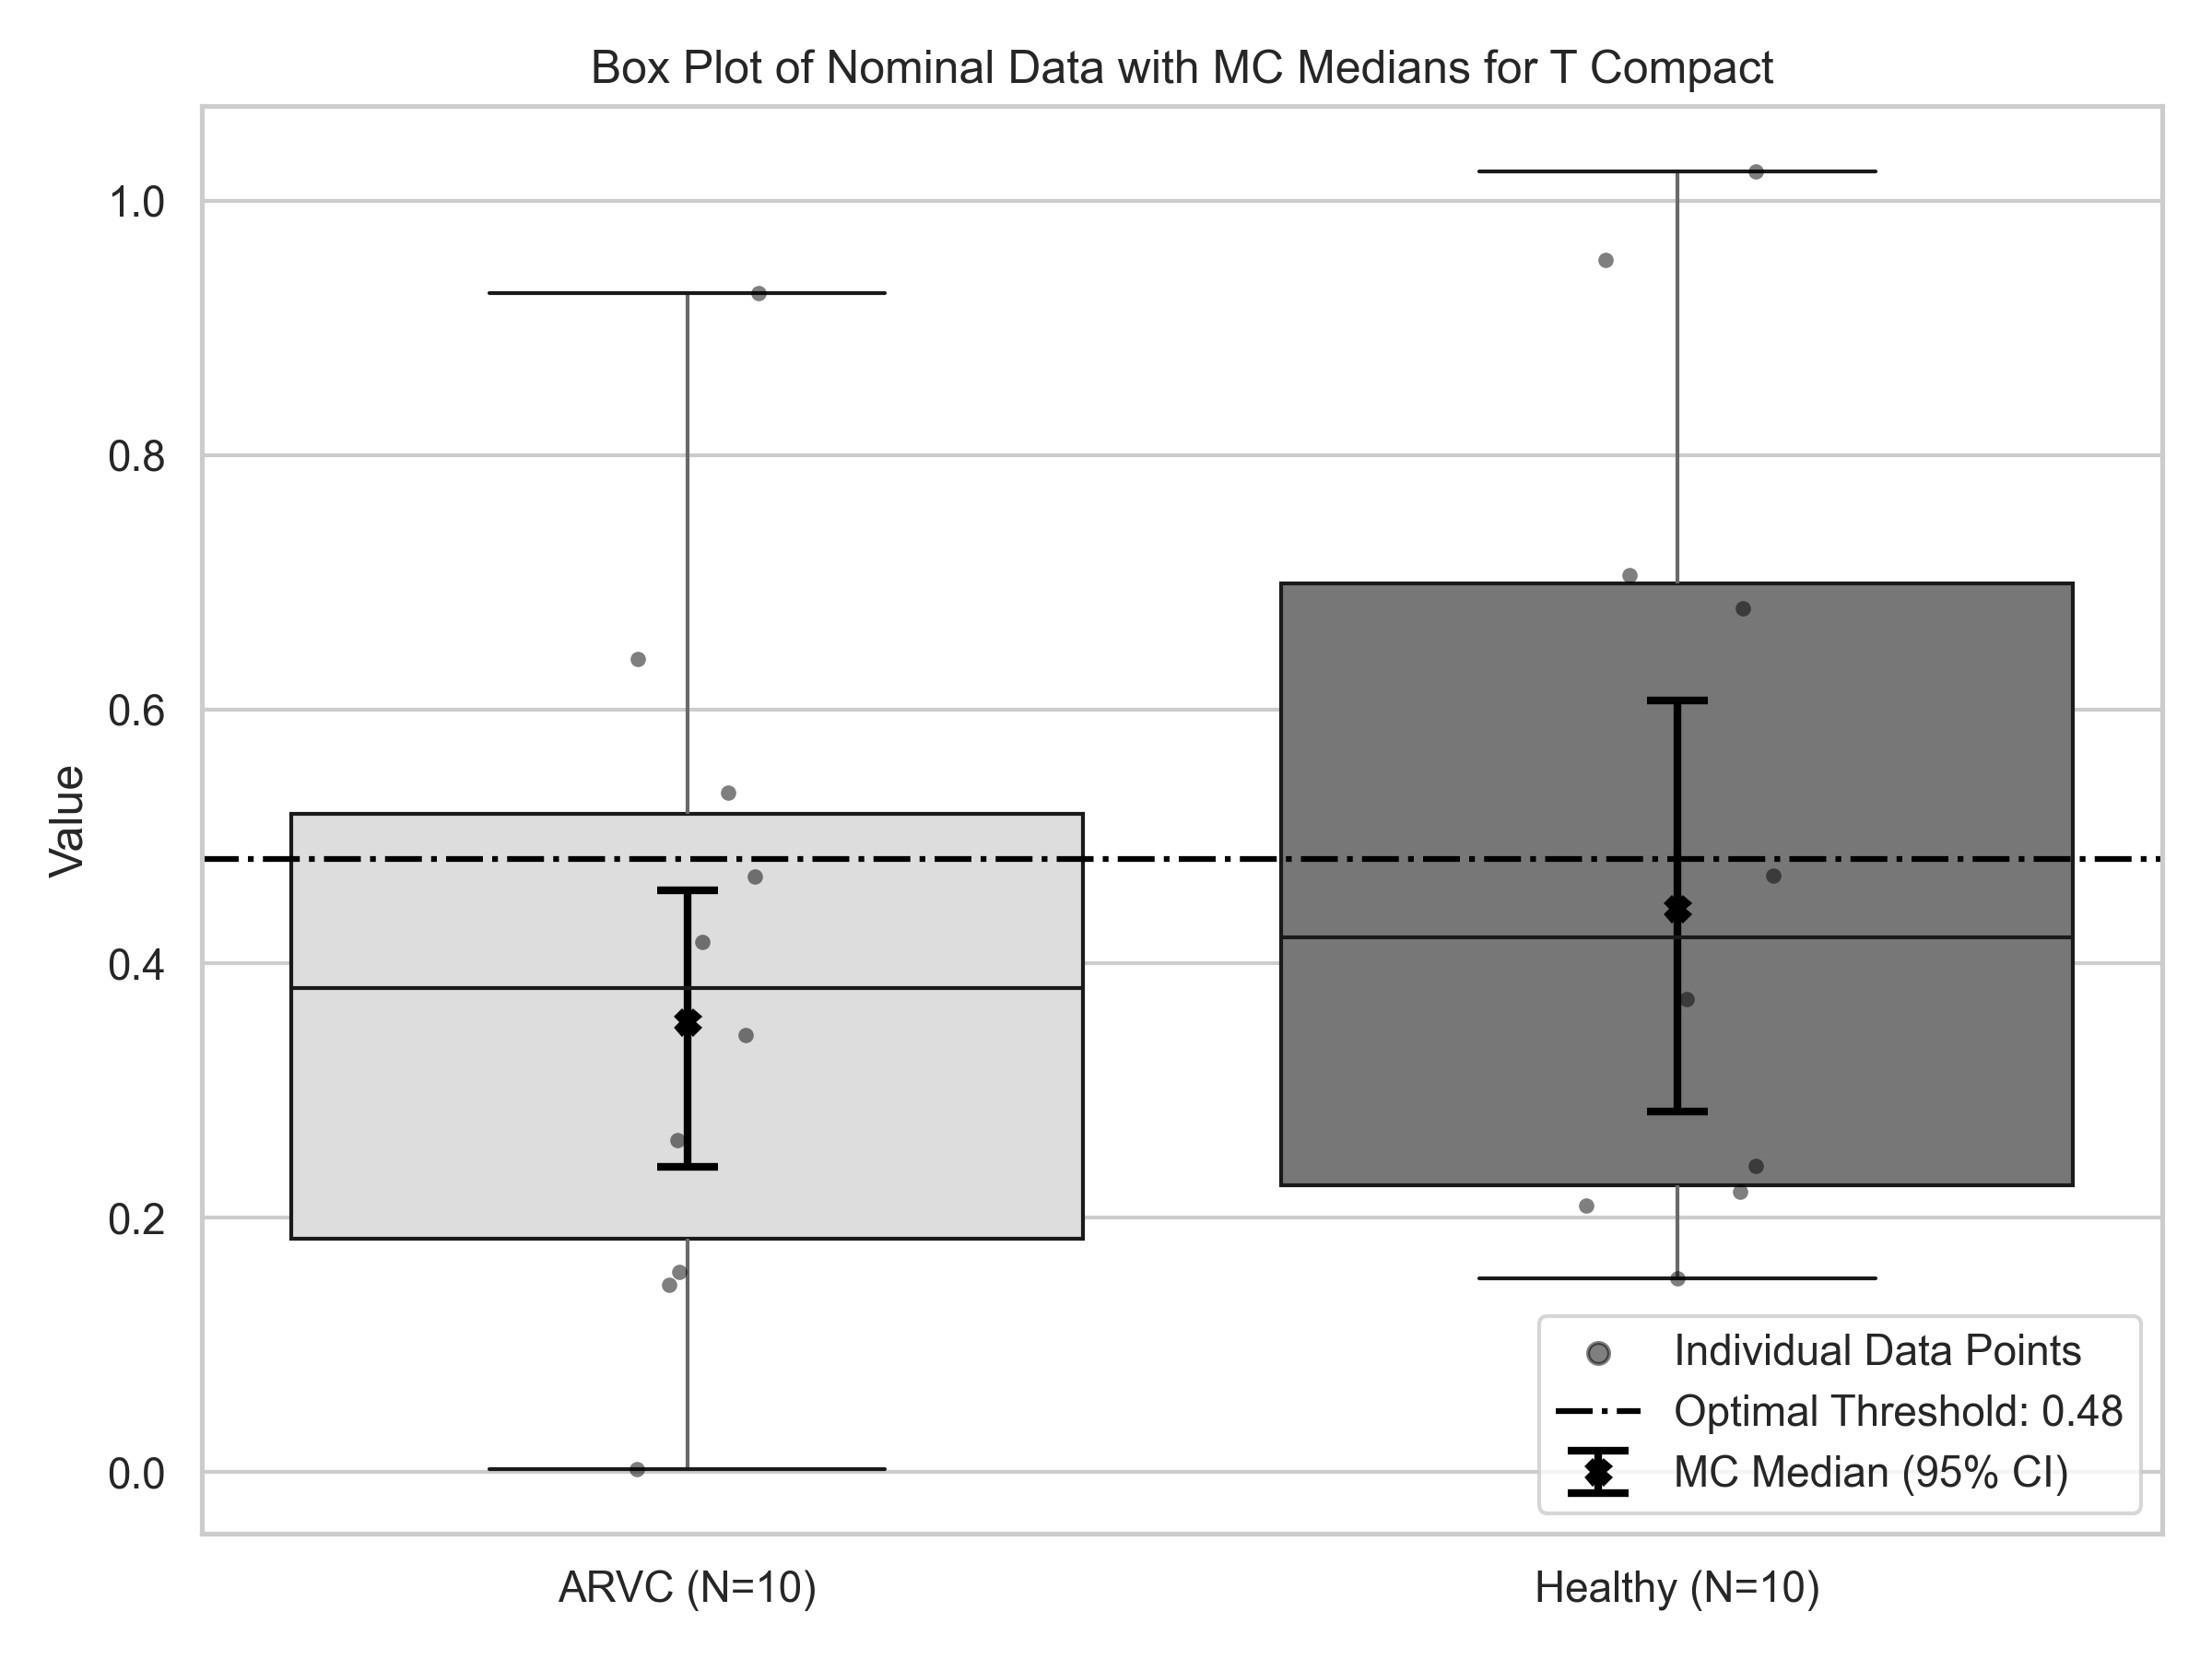 Box Plot of Nominal Data with MC Medians for T Compact
Value
1.0
0.8
0.6
0.4
0.2
0.0
ARVC (N=10)
Healthy (N=10)
Individual Data Points
Optimal Threshold: 0.48
MC Median (95% CI)